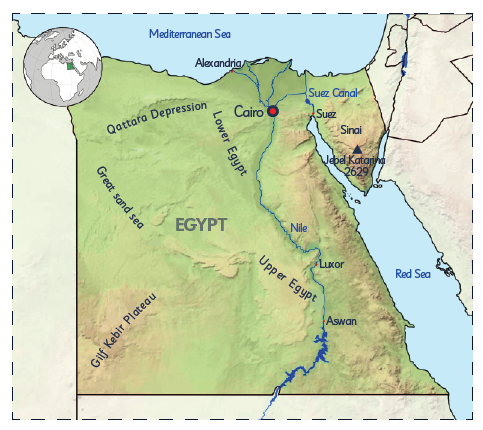 Mediterranean Sea
Alexandria
Suez Canal
Qattara Depression
Cairo
Suez
Lower Egypt
Sinai
Jebel Katarina
2629
Great sand sea
EGYPT
Nile
Upper Egypt
Luxor
Red Sea
Gilf Kebir Plateau
Aswan